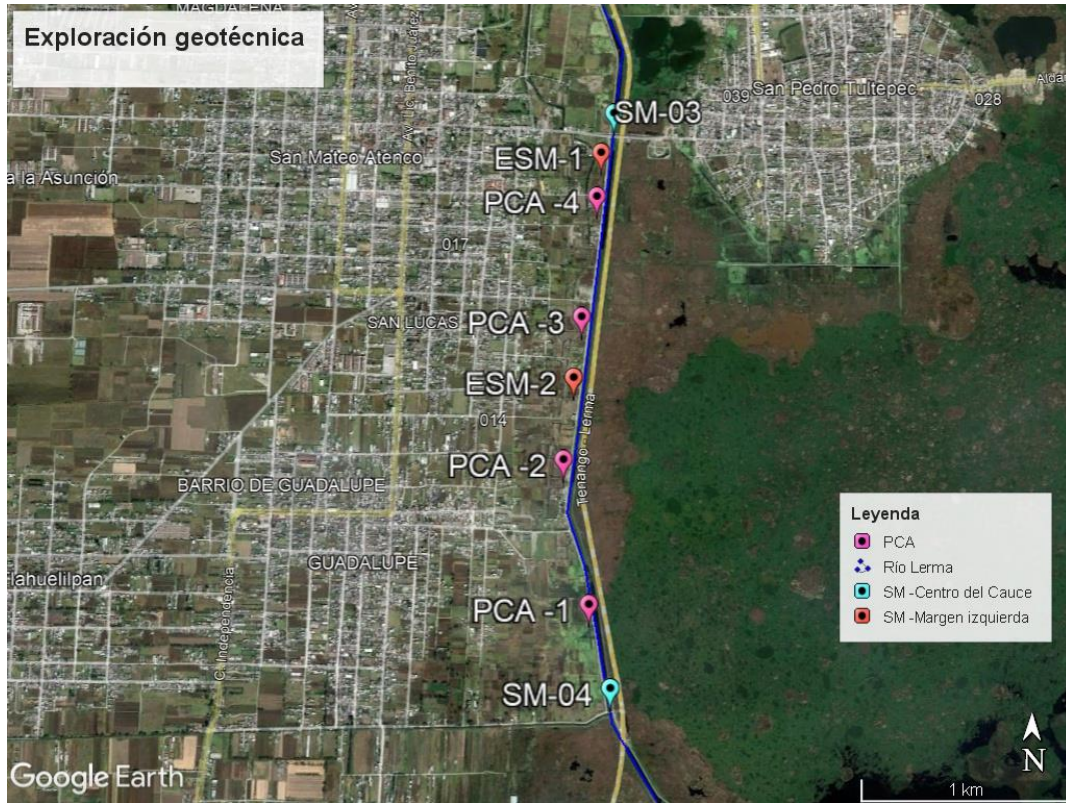 MAGDALENA
Exploración geotécnica
SM-03
039
San Pedro Tultepec
028
San Mateo Atenco
ESM-1
a la Asunción
PCA -4
017
SAN LUCAS
PCA -3
ESM-2
014
Tenango - Lerma
PCA -2
BARRIO DE GUADALUPE
Leyenda
PCA
Río Lerma
SM -Centro del Cauce
SM -Margen izquierda
GUADALUPE
lahuelilpan
PCA -1
C. Independencia
SM-04
N
Google Earth
1 km